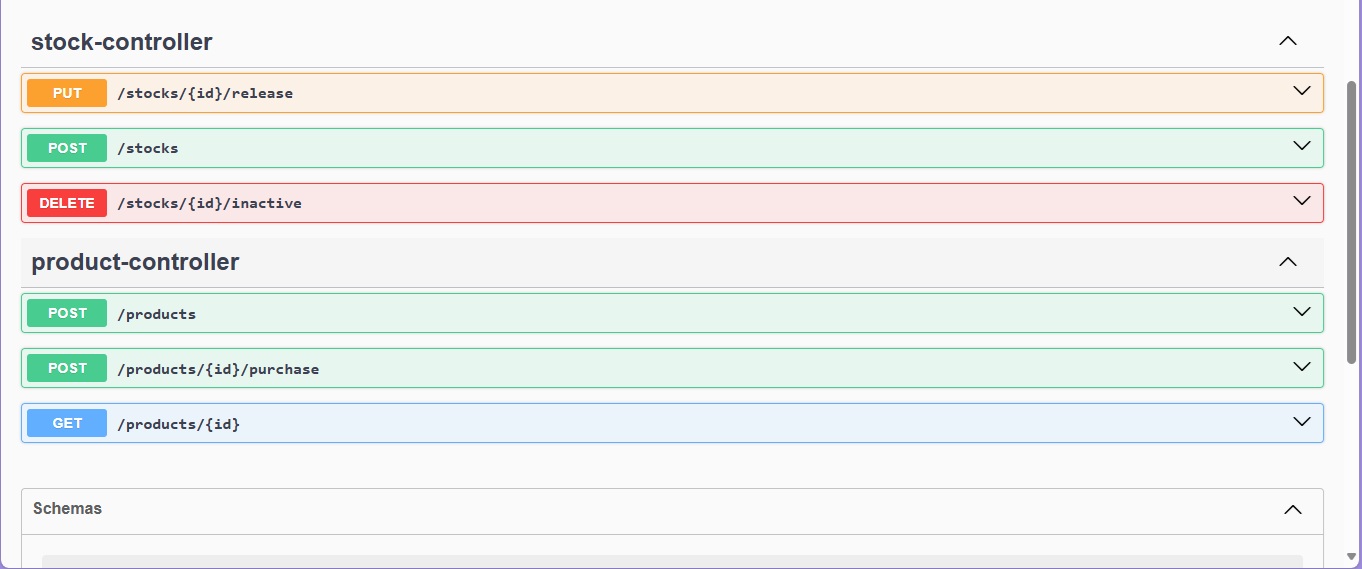 stock-controller
PUT /stocks/{id}/release
POST /stocks
DELETE /stocks/{id}/inactive
product-controller
POST /products
POST /products/{id}/purchase
GET /products/{id}
Schemas